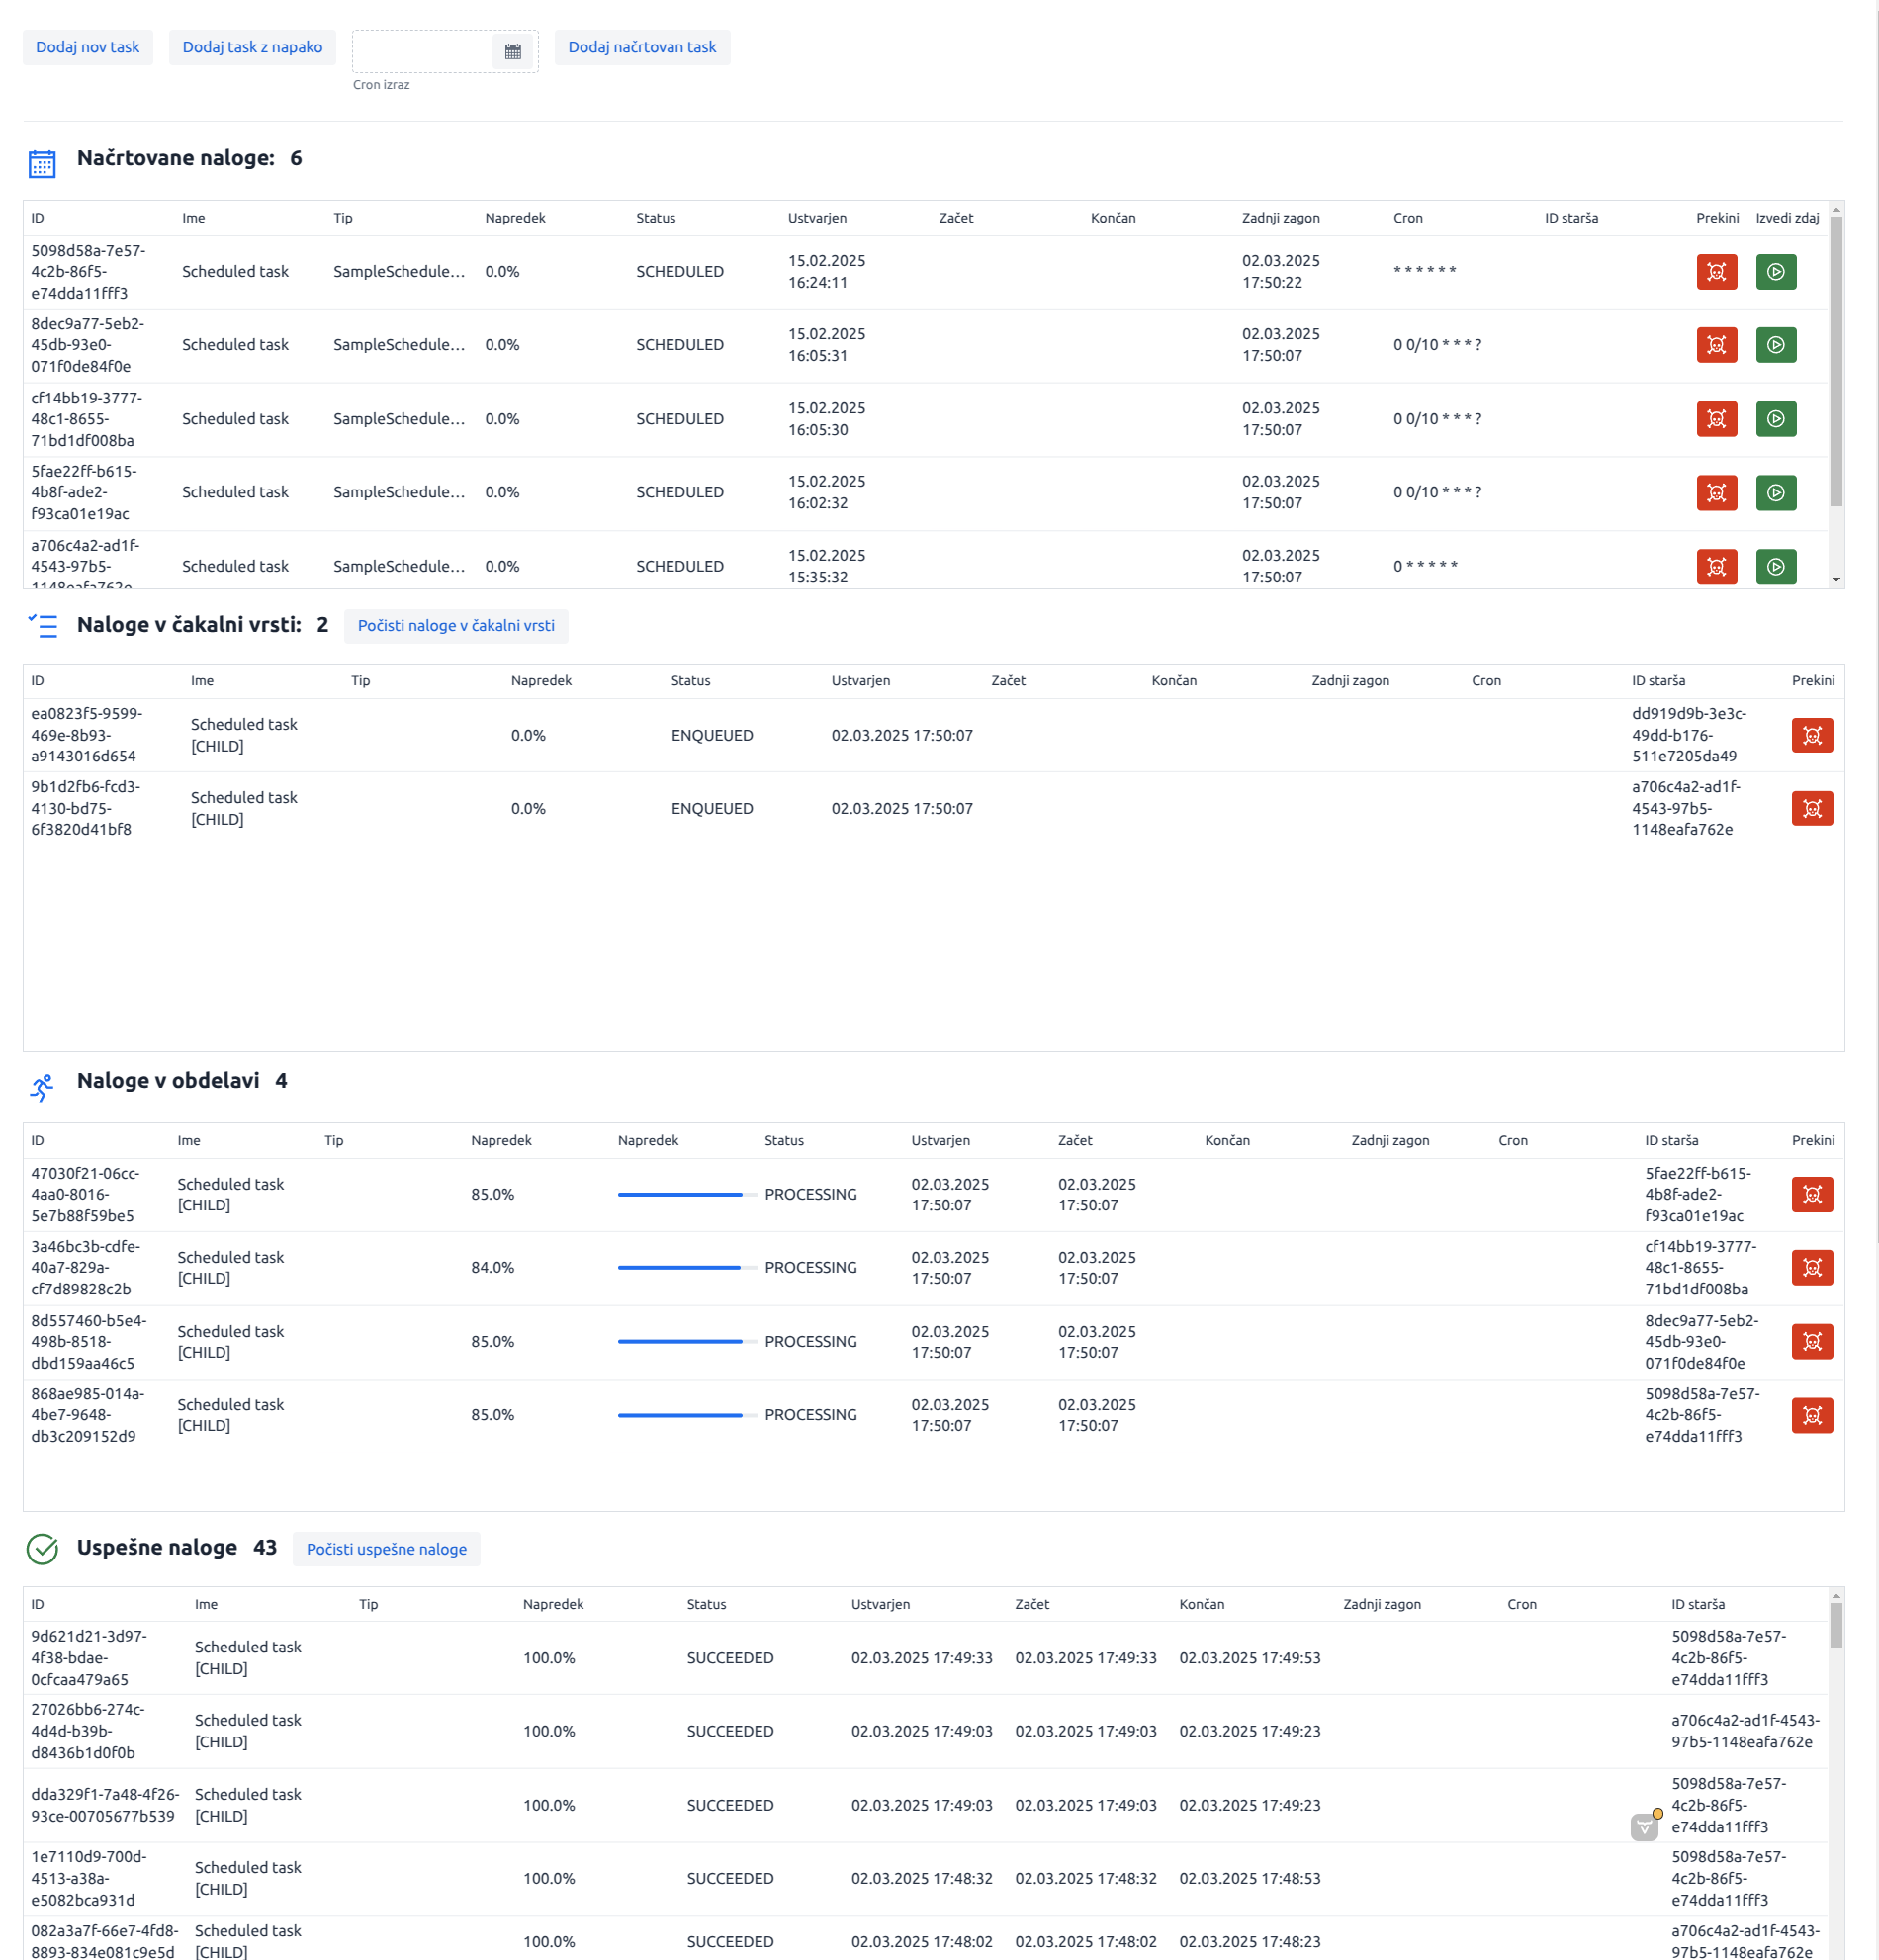 Dodaj nov task
Dodaj task z napako
Dodaj načrtovan task
Cron izraz
Načrtovane naloge: 6
ID Ime Tip Napredek Status Ustvarjen Začet Končan Zadnji zagon Cron ID starša Prekini Izvedi zdaj
5098d58a-7e57-
4c2b-86f5-
e74dda11fff3
Scheduled task SampleSchedule... 0.0% SCHEDULED
15.02.2025
16:24:11
02.03.2025
17:50:22
* * * * * *
8dec9a77-5eb2-
45db-93e0-
071f0de84f0e
Scheduled task SampleSchedule... 0.0% SCHEDULED
15.02.2025
16:05:31
02.03.2025
17:50:07
0 0/10 * * * ?
cf14bb19-3777-
48c1-8655-
71bd1df008ba
Scheduled task SampleSchedule... 0.0% SCHEDULED
15.02.2025
16:05:30
02.03.2025
17:50:07
0 0/10 * * * ?
5fae22ff-b615-
4b8f-ade2-
f93ca01e19ac
Scheduled task SampleSchedule... 0.0% SCHEDULED
15.02.2025
16:02:32
02.03.2025
17:50:07
0 0/10 * * * ?
a706c4a2-ad1f-
4543-97b5-
1148eafa762e
Scheduled task SampleSchedule... 0.0% SCHEDULED
15.02.2025
15:35:32
02.03.2025
17:50:07
0 * * * * *
Naloge v čakalni vrsti: 2
Počisti naloge v čakalni vrsti
ID Ime Tip Napredek Status Ustvarjen Začet Končan Zadnji zagon Cron ID starša Prekini
ea0823f5-9599-
469e-8b93-
a9143016d654
Scheduled task
[CHILD]
0.0% ENQUEUED 02.03.2025 17:50:07
dd919d9b-3e3c-
49dd-b176-
511e7205da49
9b1d2fb6-fcd3-
4130-bd75-
6f3820d41bf8
Scheduled task
[CHILD]
0.0% ENQUEUED 02.03.2025 17:50:07
a706c4a2-ad1f-
4543-97b5-
1148eafa762e
Naloge v obdelavi 4
ID Ime Tip Napredek Napredek Status Ustvarjen Začet Končan Zadnji zagon Cron ID starša Prekini
47030f21-06cc-
4aa0-8016-
5e7b88f59be5
Scheduled task
[CHILD]
85.0% PROCESSING
02.03.2025
17:50:07
02.03.2025
17:50:07
5fae22ff-b615-
4b8f-ade2-
f93ca01e19ac
3a46bc3b-cdfe-
40a7-829a-
cf7d89828c2b
Scheduled task
[CHILD]
84.0% PROCESSING
02.03.2025
17:50:07
02.03.2025
17:50:07
cf14bb19-3777-
48c1-8655-
71bd1df008ba
8d557460-b5e4-
498b-8518-
dbd159aa46c5
Scheduled task
[CHILD]
85.0% PROCESSING
02.03.2025
17:50:07
02.03.2025
17:50:07
8dec9a77-5eb2-
45db-93e0-
071f0de84f0e
868ae985-014a-
4be7-9648-
db3c209152d9
Scheduled task
[CHILD]
85.0% PROCESSING
02.03.2025
17:50:07
02.03.2025
17:50:07
5098d58a-7e57-
4c2b-86f5-
e74dda11fff3
Uspešne naloge 43
Počisti uspešne naloge
ID Ime Tip Napredek Status Ustvarjen Začet Končan Zadnji zagon Cron ID starša
9d621d21-3d97-
4f38-bdae-
0cfcaa479a65
Scheduled task
[CHILD]
100.0% SUCCEEDED 02.03.2025 17:49:33 02.03.2025 17:49:33 02.03.2025 17:49:53
5098d58a-7e57-
4c2b-86f5-
e74dda11fff3
27026bb6-274c-
4d4d-b39b-
d8436b1d0f0b
Scheduled task
[CHILD]
100.0% SUCCEEDED 02.03.2025 17:49:03 02.03.2025 17:49:03 02.03.2025 17:49:23
a706c4a2-ad1f-4543-
97b5-1148eafa762e
dda329f1-7a48-4f26-
93ce-00705677b539
Scheduled task
[CHILD]
100.0% SUCCEEDED 02.03.2025 17:49:03 02.03.2025 17:49:03 02.03.2025 17:49:23
5098d58a-7e57-
4c2b-86f5-
e74dda11fff3
1e7110d9-700d-
4513-a38a-
e5082bca931d
Scheduled task
[CHILD]
100.0% SUCCEEDED 02.03.2025 17:48:32 02.03.2025 17:48:32 02.03.2025 17:48:53
5098d58a-7e57-
4c2b-86f5-
e74dda11fff3
082a3a7f-66e7-4fd8-
8893-834e081c9e5d
Scheduled task
[CHILD]
100.0% SUCCEEDED 02.03.2025 17:48:02 02.03.2025 17:48:02 02.03.2025 17:48:23
a706c4a2-ad1f-4543-
97b5-1148eafa762e